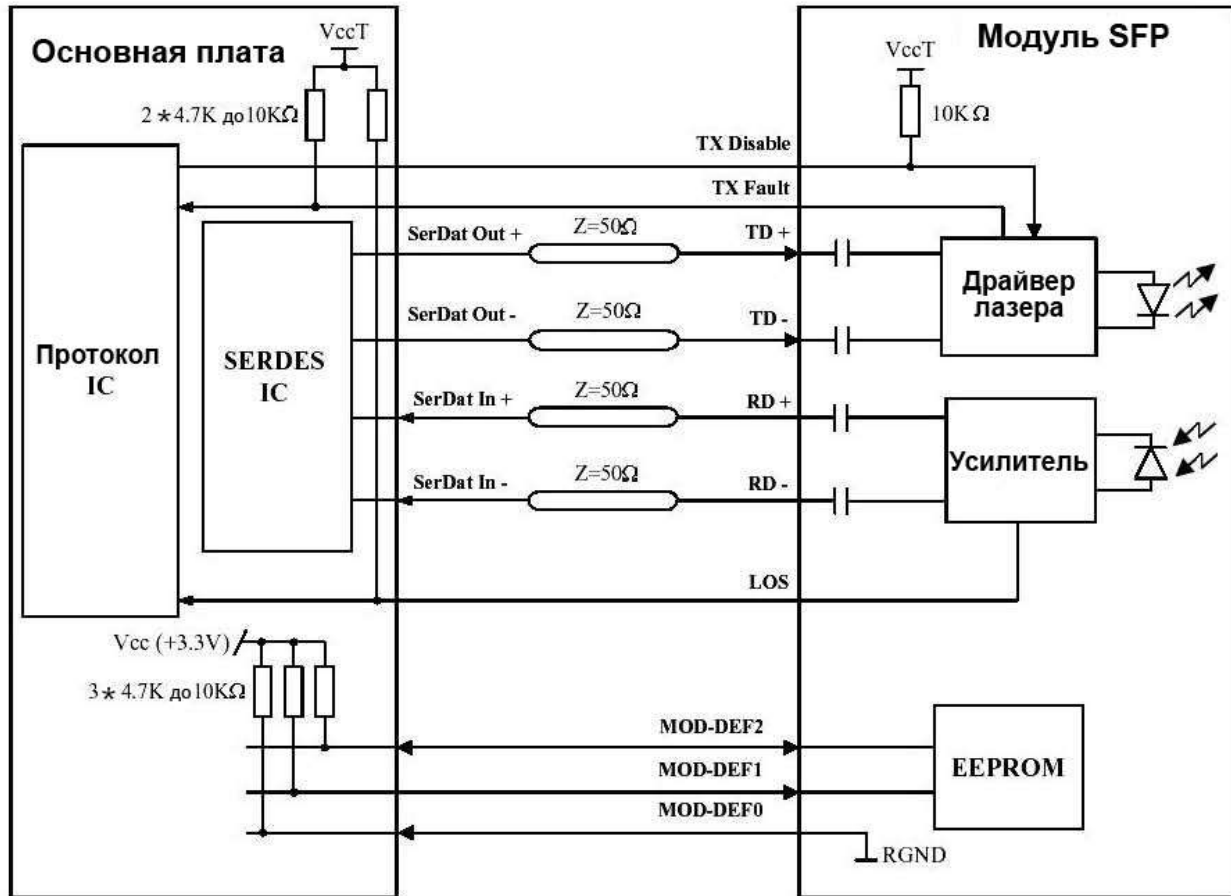 Основная плата
VccT
2 * 4.7K до 10KΩ
Модуль SFP
VccT
10K Ω
TX Disable
TX Fault
SerDat Out +
Z=50Ω
TD +
SerDat Out -
Z=50Ω
TD -
Драйвер
лазера
Протокол
IC
SERDES
IC
SerDat In +
Z=50Ω
RD +
SerDat In -
Z=50Ω
RD -
Усилитель
LOS
Vcc (+3.3V)
3 * 4.7K до 10KΩ
MOD-DEF2
MOD-DEF1
MOD-DEF0
EEPROM
RGND